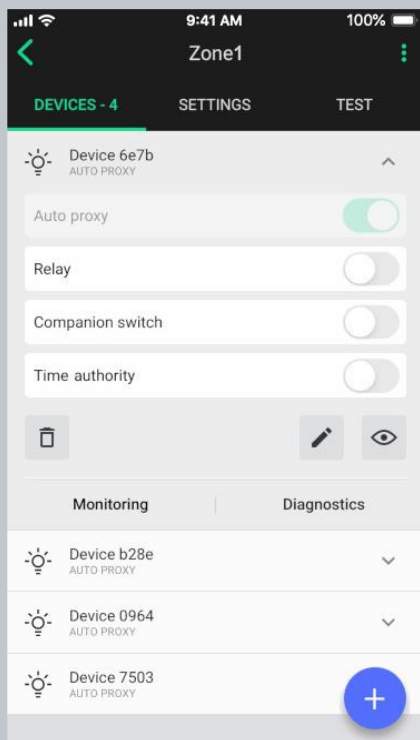 9:41 AM
100%
Zone1
DEVICES - 4
SETTINGS
TEST
Device 6e7b
AUTO PROXY
Auto proxy
Relay
Companion switch
Time authority
Monitoring
Diagnostics
Device b28e
AUTO PROXY
Device 0964
AUTO PROXY
Device 7503
AUTO PROXY